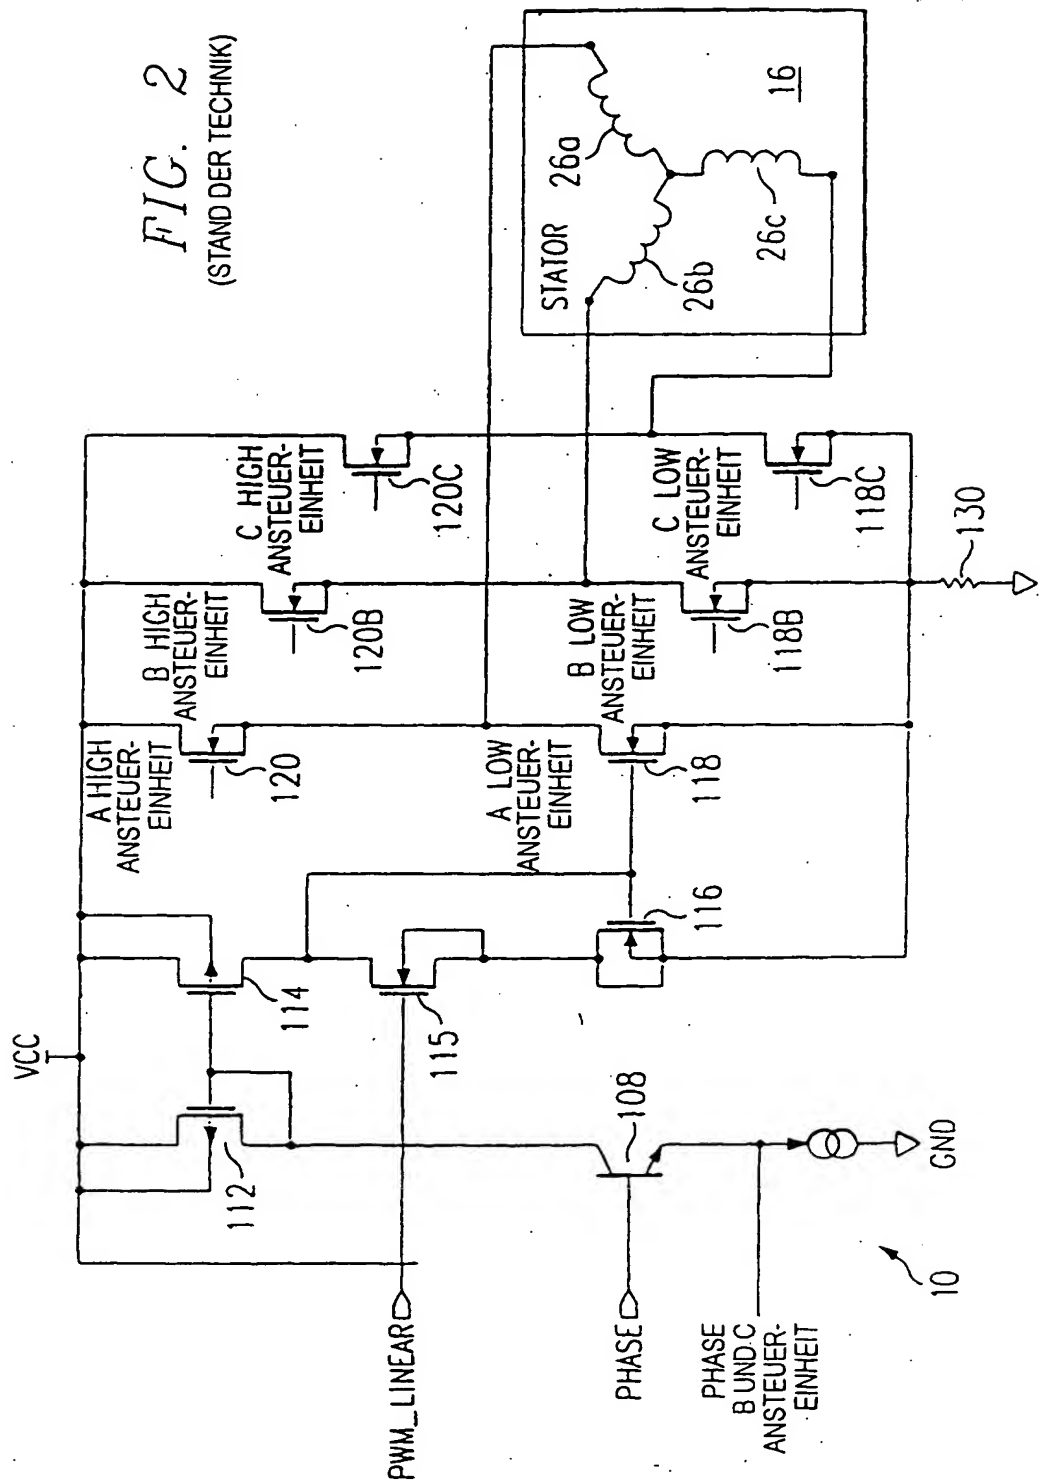 FIG. 2
(STAND DER TECHNIK)
VCC
A HIGH
ANSTEUER-
EINHEIT
B HIGH
ANSTEUER-
EINHEIT
C HIGH
ANSTEUER-
EINHEIT
112
114
120
120B
120C
PWM_LINEAR
115
A LOW
ANSTEUER-
EINHEIT
B LOW
ANSTEUER-
EINHEIT
C LOW
ANSTEUER-
EINHEIT
STATOR
26a
26b
26c
16
PHASE
108
116
118
118B
118C
PHASE
B UND C
ANSTEUER-
EINHEIT
GND
130
10